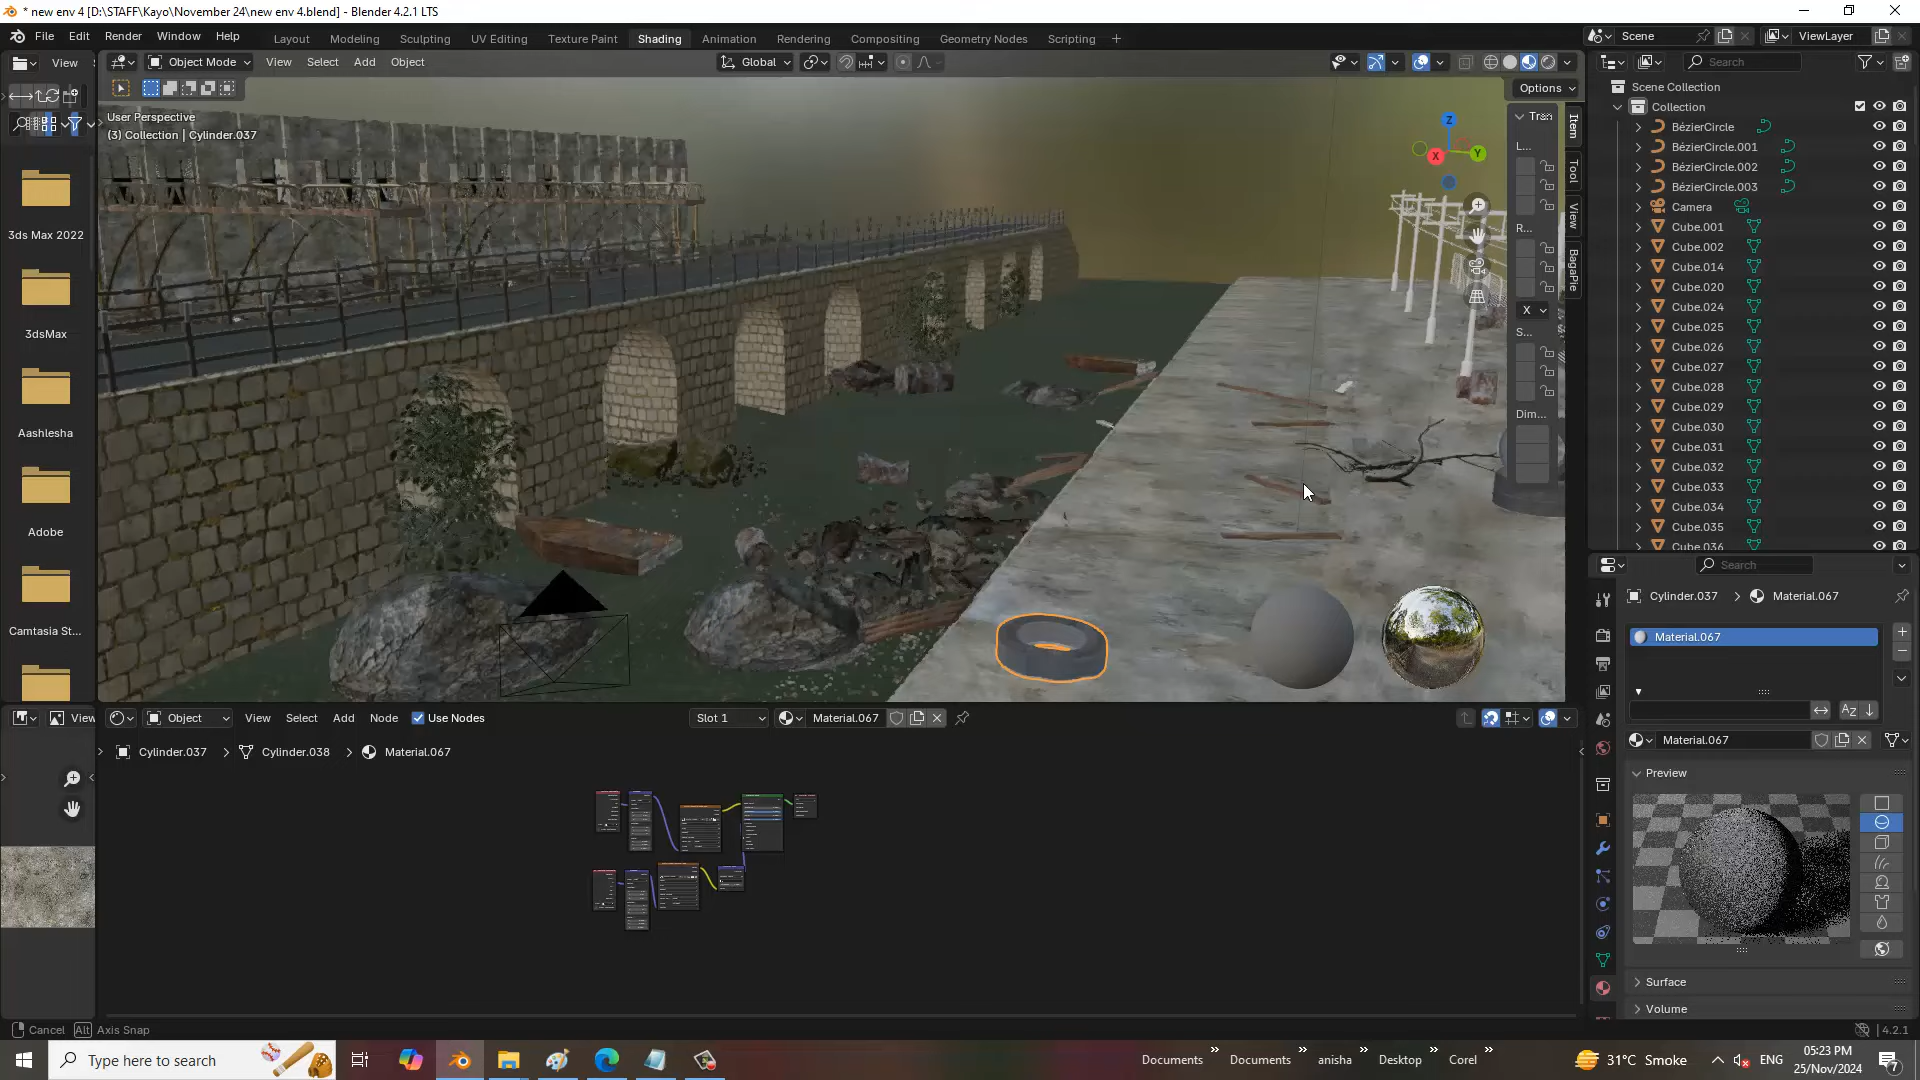 * new env 4 [D:\STAFF\Kayo\November 24\new env 4.blend] - Blender 4.2.1 LTS
File Edit Render Window Help
Layout Modeling Sculpting UV Editing Texture Paint Shading Animation Rendering Compositing Geometry Nodes Scripting +
Scene
ViewLayer
View
Object Mode
View Select Add Object
Global
Search
Options
User Perspective
(3) Collection | Cylinder.037
3ds Max 2022
3dsMax
Aashlesha
Adobe
Camtasia St...
Z
X
Y
Tran
L...
R...
X
S...
Dim...
Item
Tool
View
BagaPie
Scene Collection
Collection
BézierCircle
BézierCircle.001
BézierCircle.002
BézierCircle.003
Camera
Cube.001
Cube.002
Cube.014
Cube.020
Cube.024
Cube.025
Cube.026
Cube.027
Cube.028
Cube.029
Cube.030
Cube.031
Cube.032
Cube.033
Cube.034
Cube.035
Cube.036
Search
Cylinder.037 > Material.067
Material.067
Material.067
Preview
Surface
Volume
View
Object
View Select Add Node Use Nodes
Slot 1
Material.067
Cylinder.037 > Cylinder.038 > Material.067
Cancel Alt Axis Snap
4.2.1
Type here to search
Documents
Documents
anisha
Desktop
Corel
31°C Smoke
ENG
05:23 PM
25/Nov/2024
7